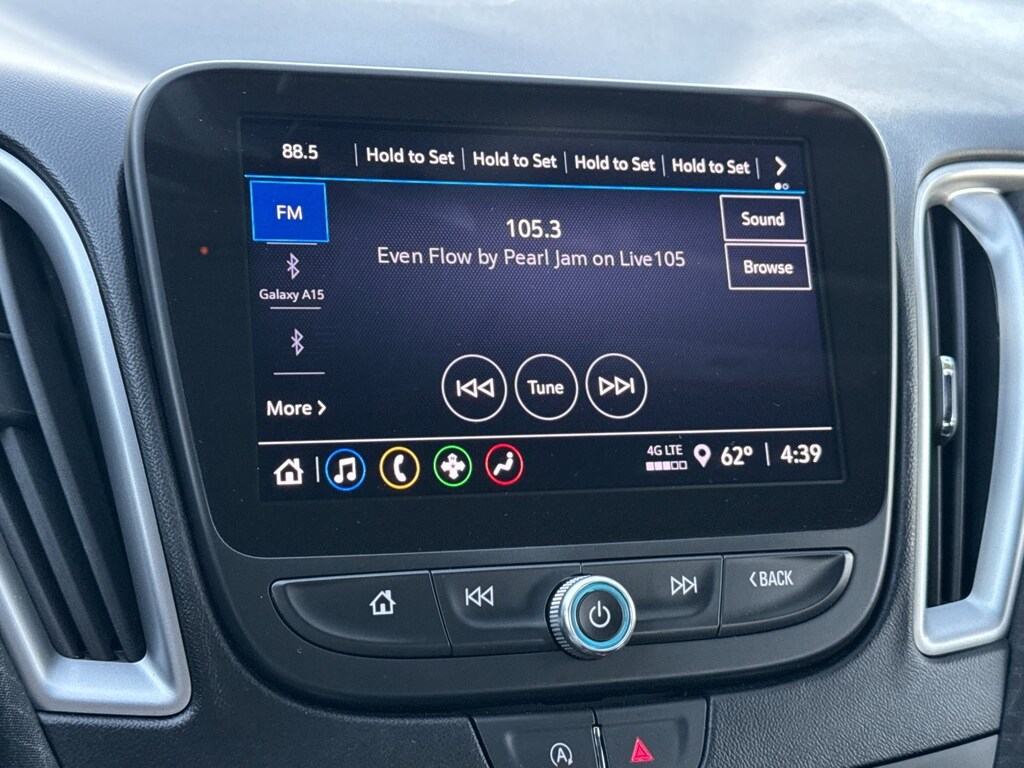 88.5 Hold to Set Hold to Set Hold to Set Hold to Set
FM
105.3
Sound
Even Flow by Pearl Jam on Live105
Browse
Galaxy A15
Tune
More
4G LTE 62° 4:39
BACK
A